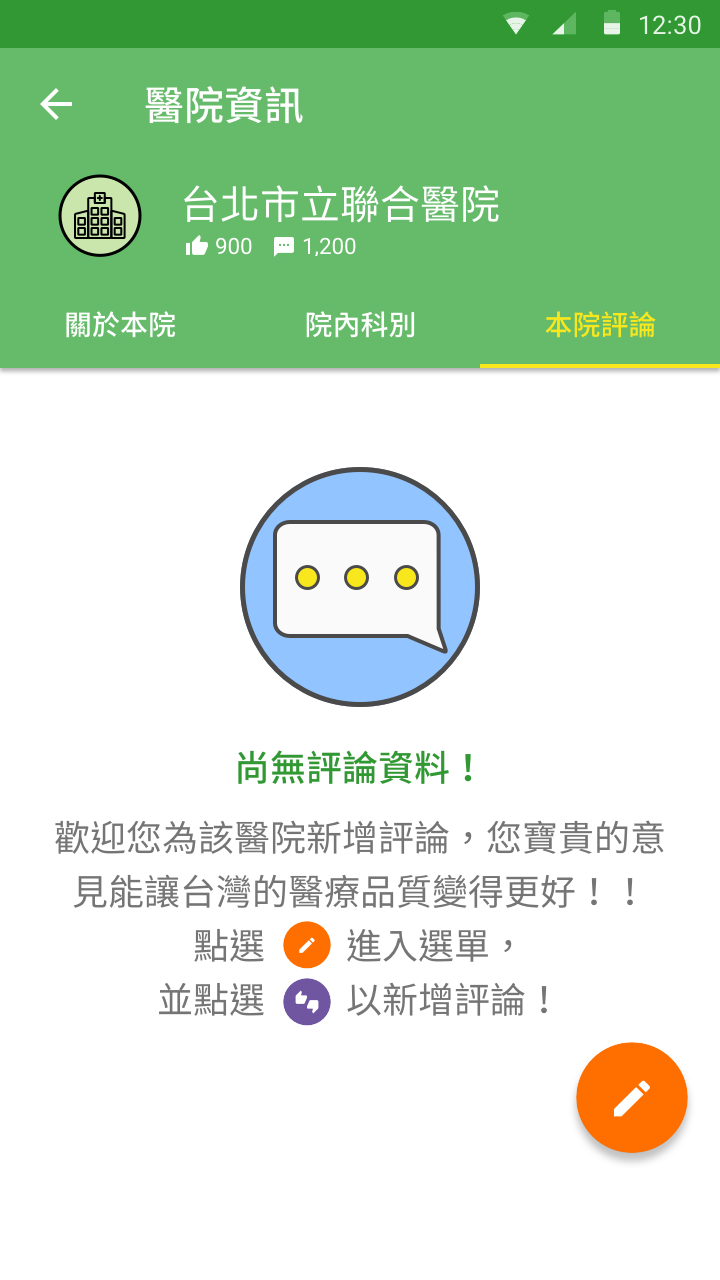 12:30
醫院資訊
台北市立聯合醫院
900 1,200
關於本院 院內科別 本院評論
尚無評論資料！
歡迎您為該醫院新增評論，您寶貴的意
見能讓台灣的醫療品質變得更好！！
點選 進入選單，
並點選 以新增評論！